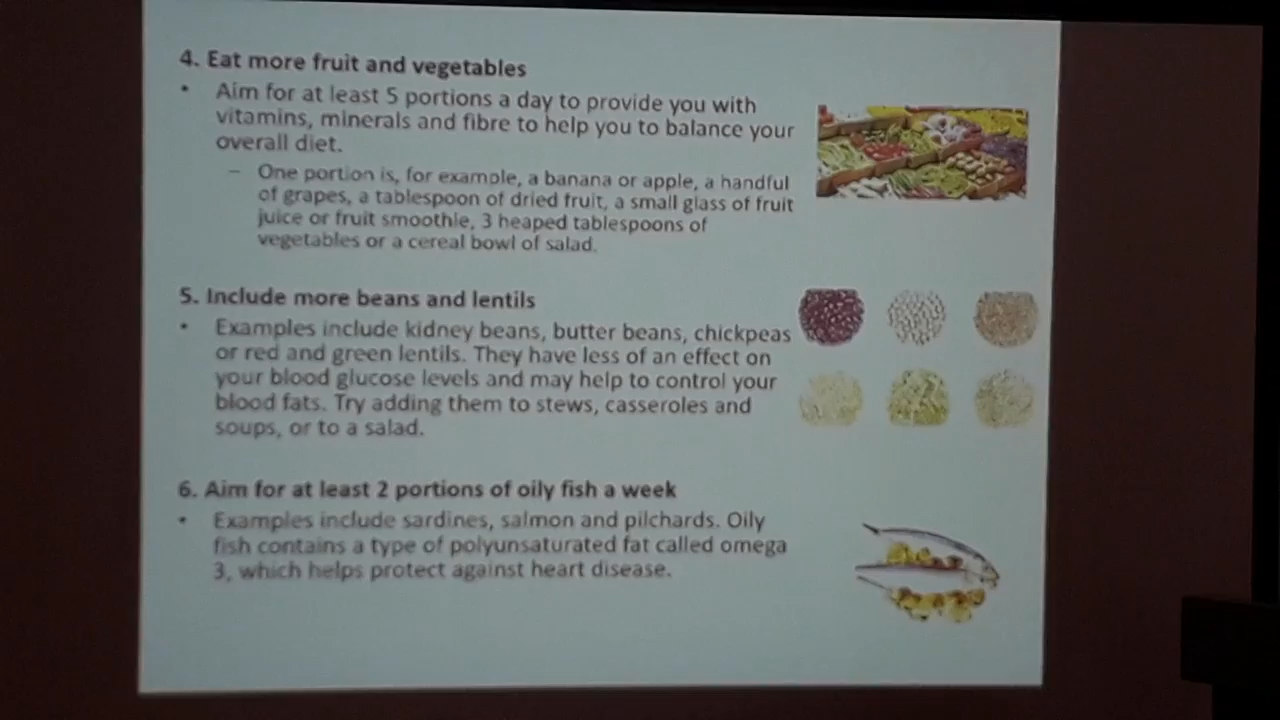 4. Eat more fruit and vegetables
• Aim for at least 5 portions a day to provide you with
vitamins, minerals and fibre to help you to balance your
overall diet.
– One portion is, for example, a banana or apple, a handful
of grapes, a tablespoon of dried fruit, a small glass of fruit
juice or fruit smoothie, 3 heaped tablespoons of
vegetables or a cereal bowl of salad.
5. Include more beans and lentils
• Examples include kidney beans, butter beans, chickpeas
or red and green lentils. They have less of an effect on
your blood glucose levels and may help to control your
blood fats. Try adding them to stews, casseroles and
soups, or to a salad.
6. Aim for at least 2 portions of oily fish a week
• Examples include sardines, salmon and pilchards. Oily
fish contains a type of polyunsaturated fat called omega
3, which helps protect against heart disease.